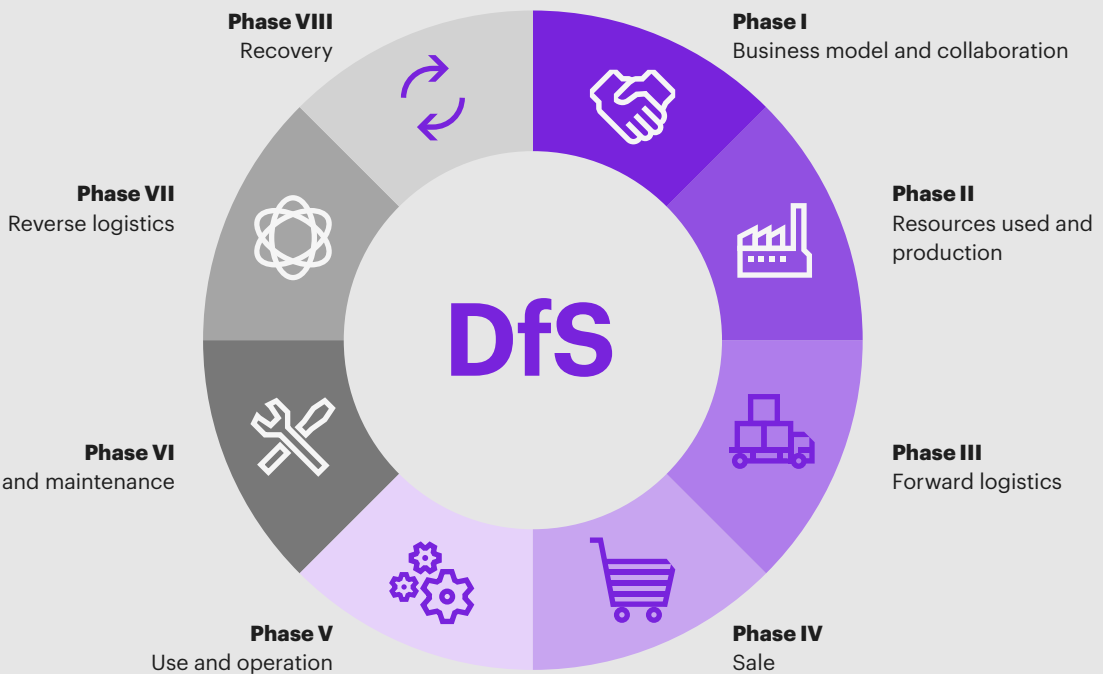 Phase VIII
Recovery
Phase I
Business model and collaboration
Phase VII
Reverse logistics
Phase II
Resources used and
production
DfS
Phase VI
and maintenance
Phase III
Forward logistics
Phase V
Use and operation
Phase IV
Sale